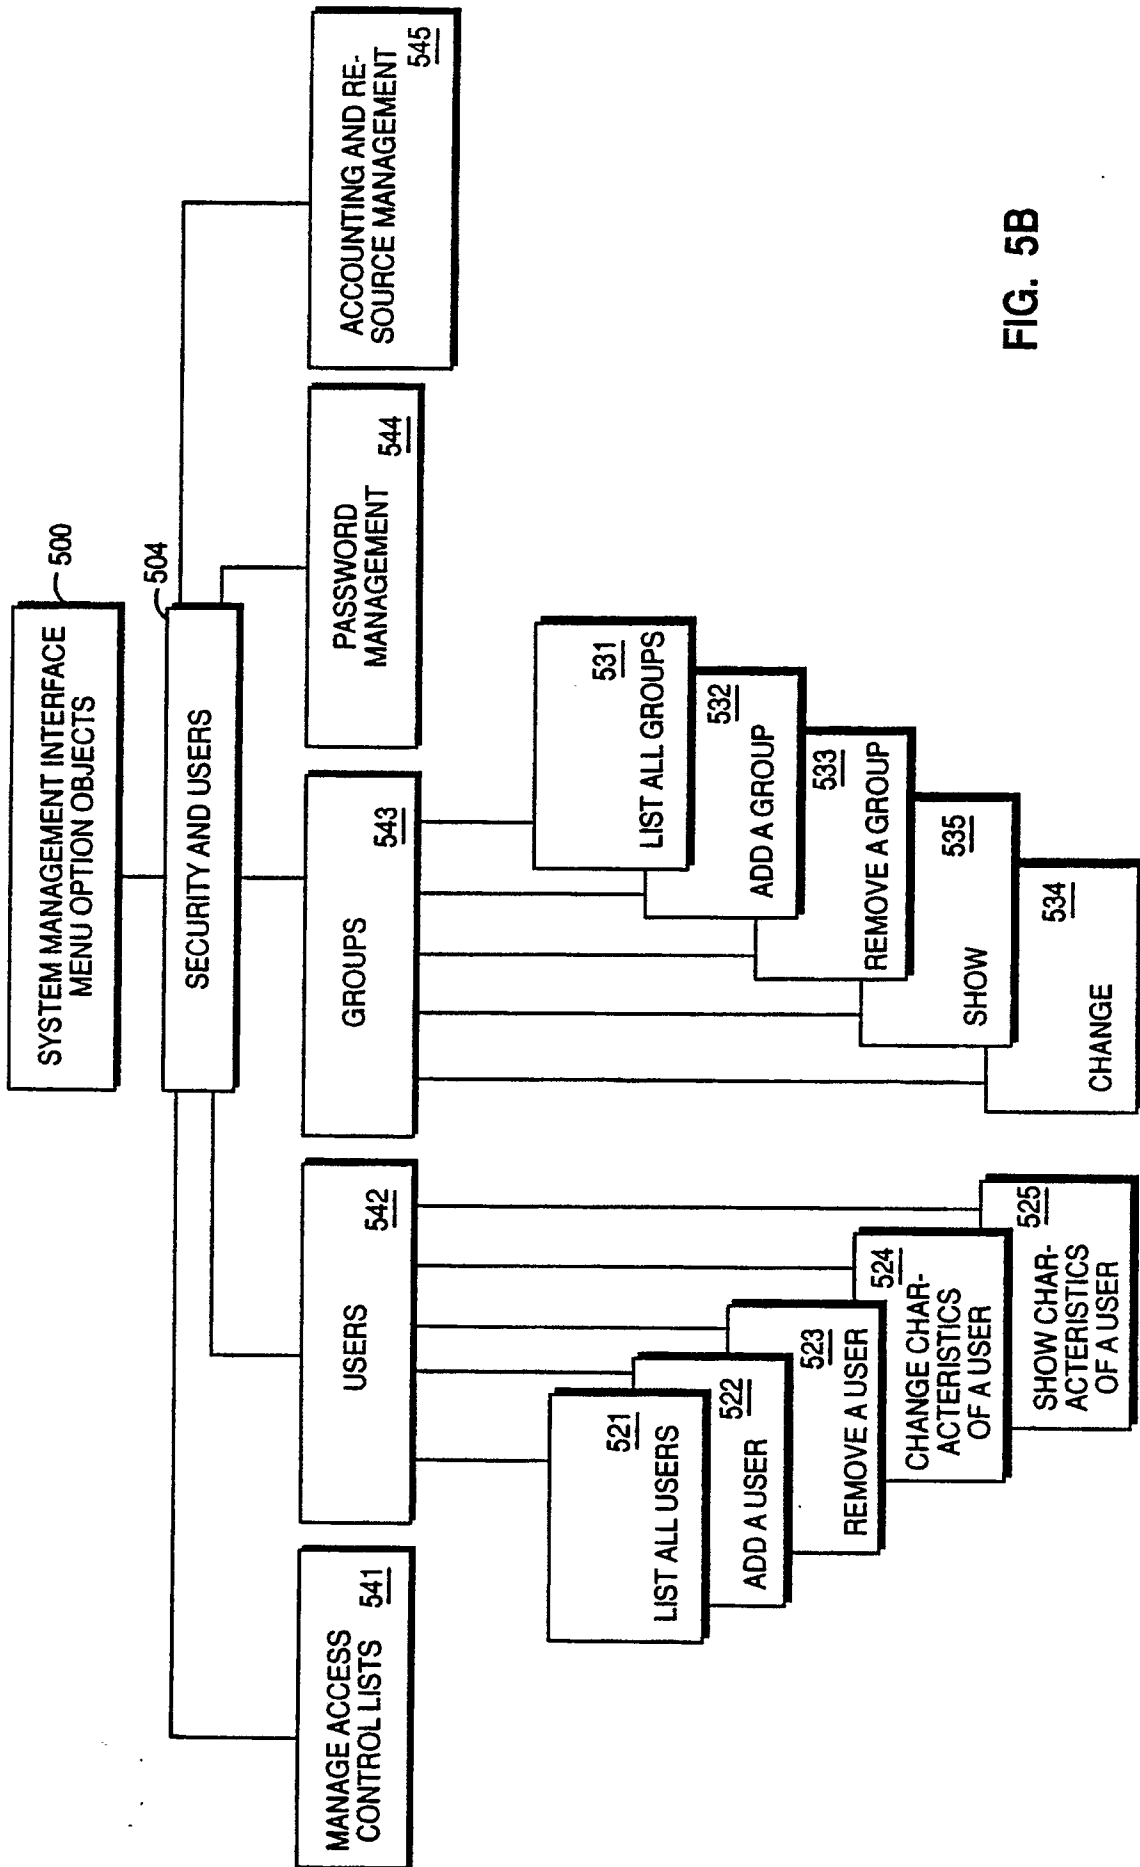 SYSTEM MANAGEMENT INTERFACE
MENU OPTION OBJECTS
500
504
SECURITY AND USERS
MANAGE ACCESS
CONTROL LISTS 541
USERS
542
GROUPS
543
PASSWORD
MANAGEMENT
544
ACCOUNTING AND RE-
SOURCE MANAGEMENT
545
521
LIST ALL USERS
522
ADD A USER
523
REMOVE A USER
524
CHANGE CHAR-
ACTERISTICS
OF A USER
525
SHOW CHAR-
ACTERISTICS
OF A USER
531
LIST ALL GROUPS
532
ADD A GROUP
533
REMOVE A GROUP
535
SHOW
534
CHANGE
FIG. 5B